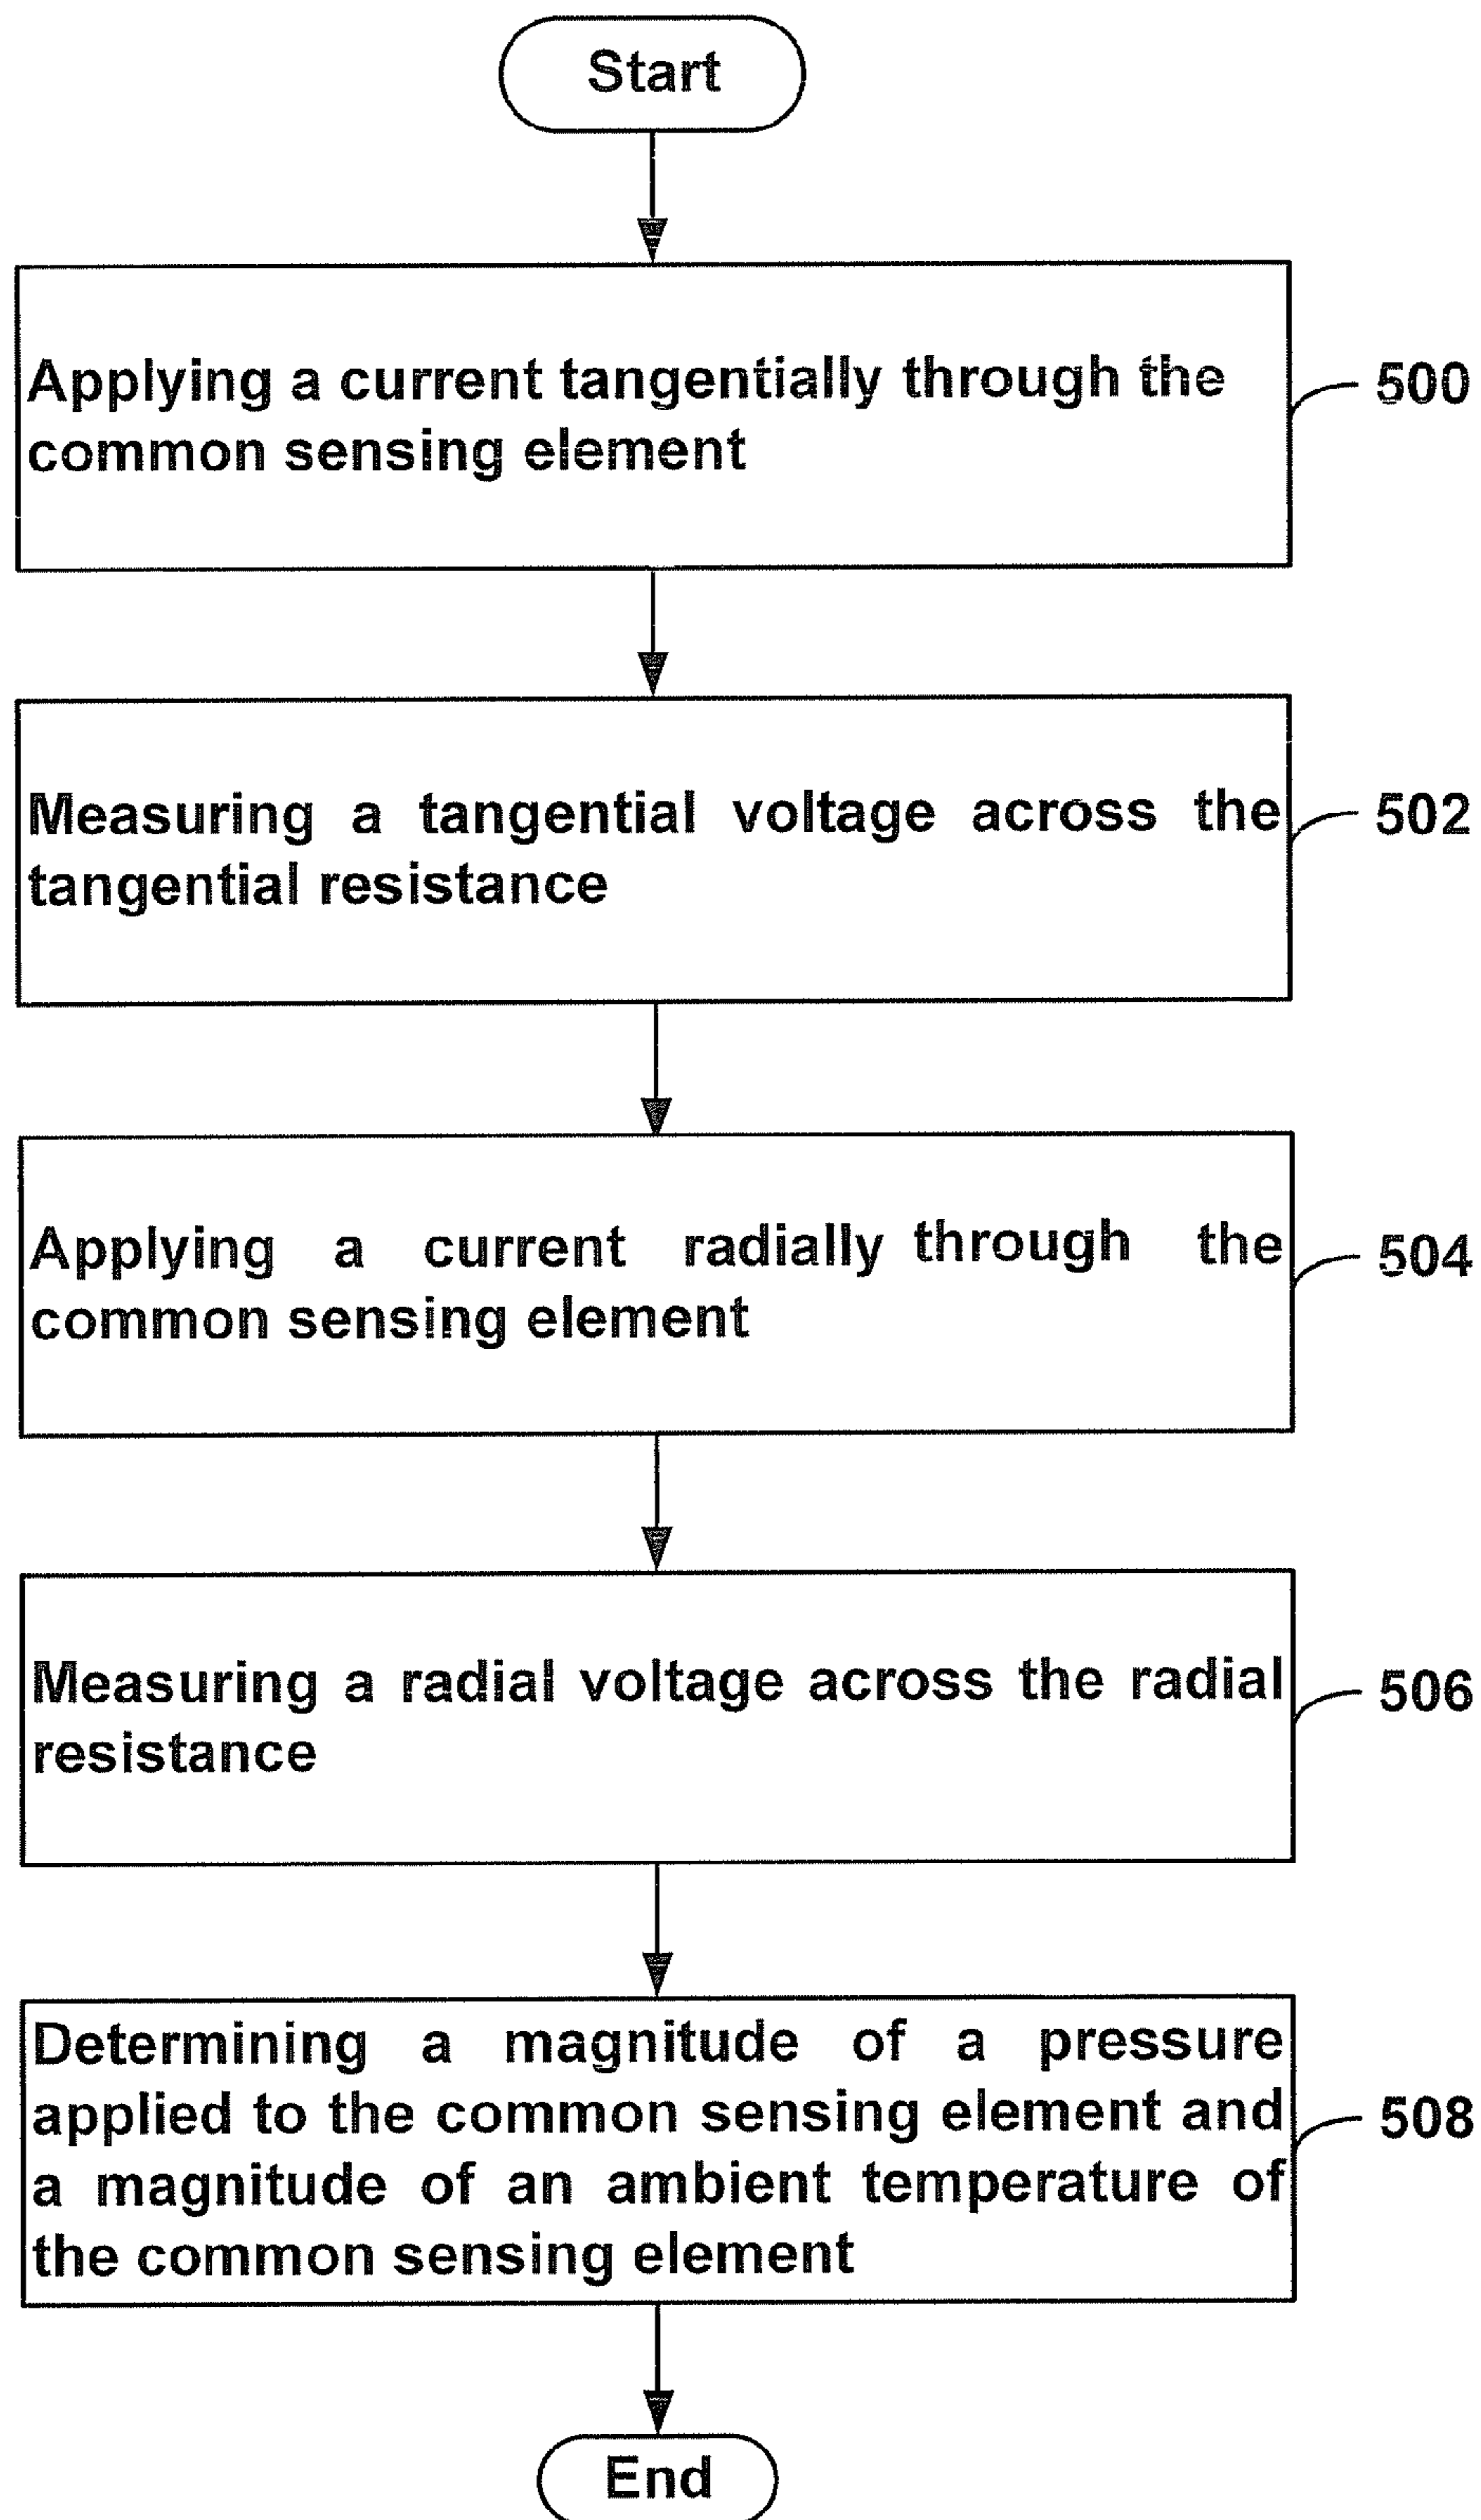 Start
Applying a current tangentially through the
common sensing element
500
Measuring a tangential voltage across the
tangential resistance
502
Applying a current radially through the
common sensing element
504
Measuring a radial voltage across the radial
resistance
506
Determining a magnitude of a pressure
applied to the common sensing element and
a magnitude of an ambient temperature of
the common sensing element
508
End